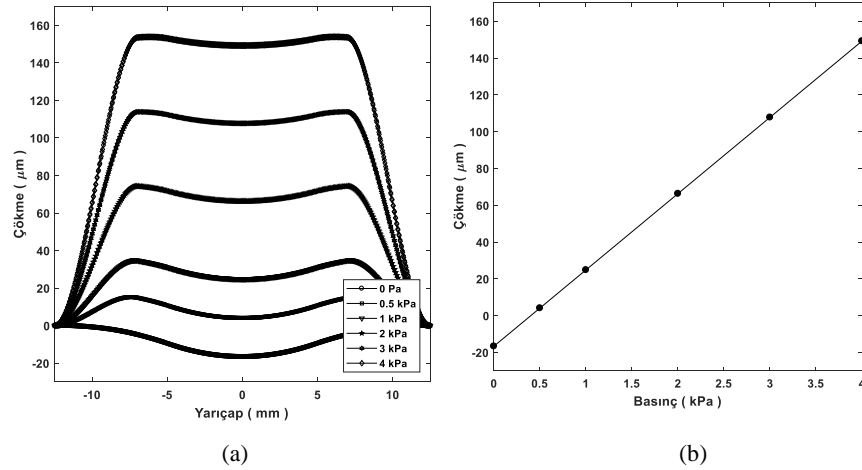 160
140
120
100
80
60
40
20
0
-20
Çökme ( µm )
-10
-5
0
5
10
Yarıçap ( mm )
0 Pa
0.5 kPa
1 kPa
2 kPa
3 kPa
4 kPa
(a)
160
140
120
100
80
60
40
20
0
-20
Çökme ( µm )
0
0.5
1
1.5
2
2.5
3
3.5
4
Basınç ( kPa )
(b)